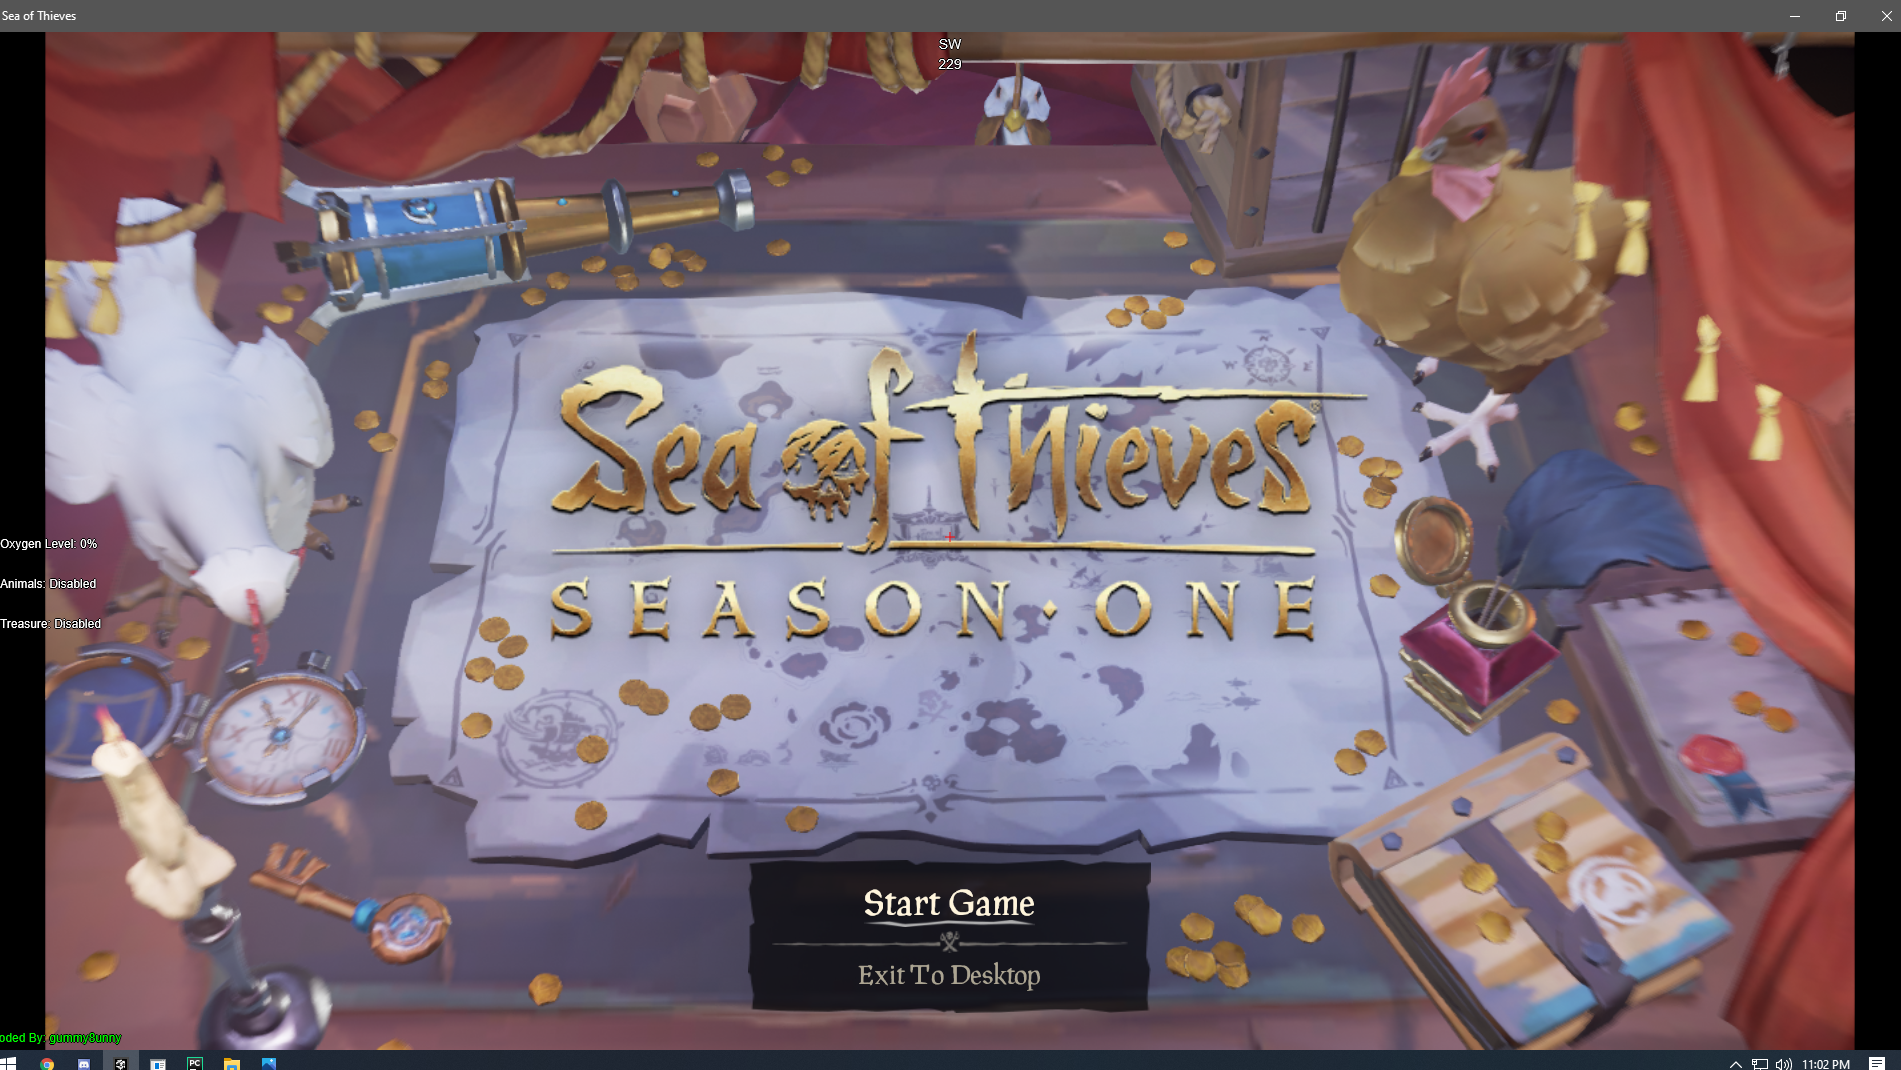 Sea of Thieves
SW
229
Sea of Thieves
SEASON • ONE
Oxygen Level: 0%
Animals: Disabled
Treasure: Disabled
Start Game
Exit To Desktop
oded By: gummy8unny
PC
11:02 PM